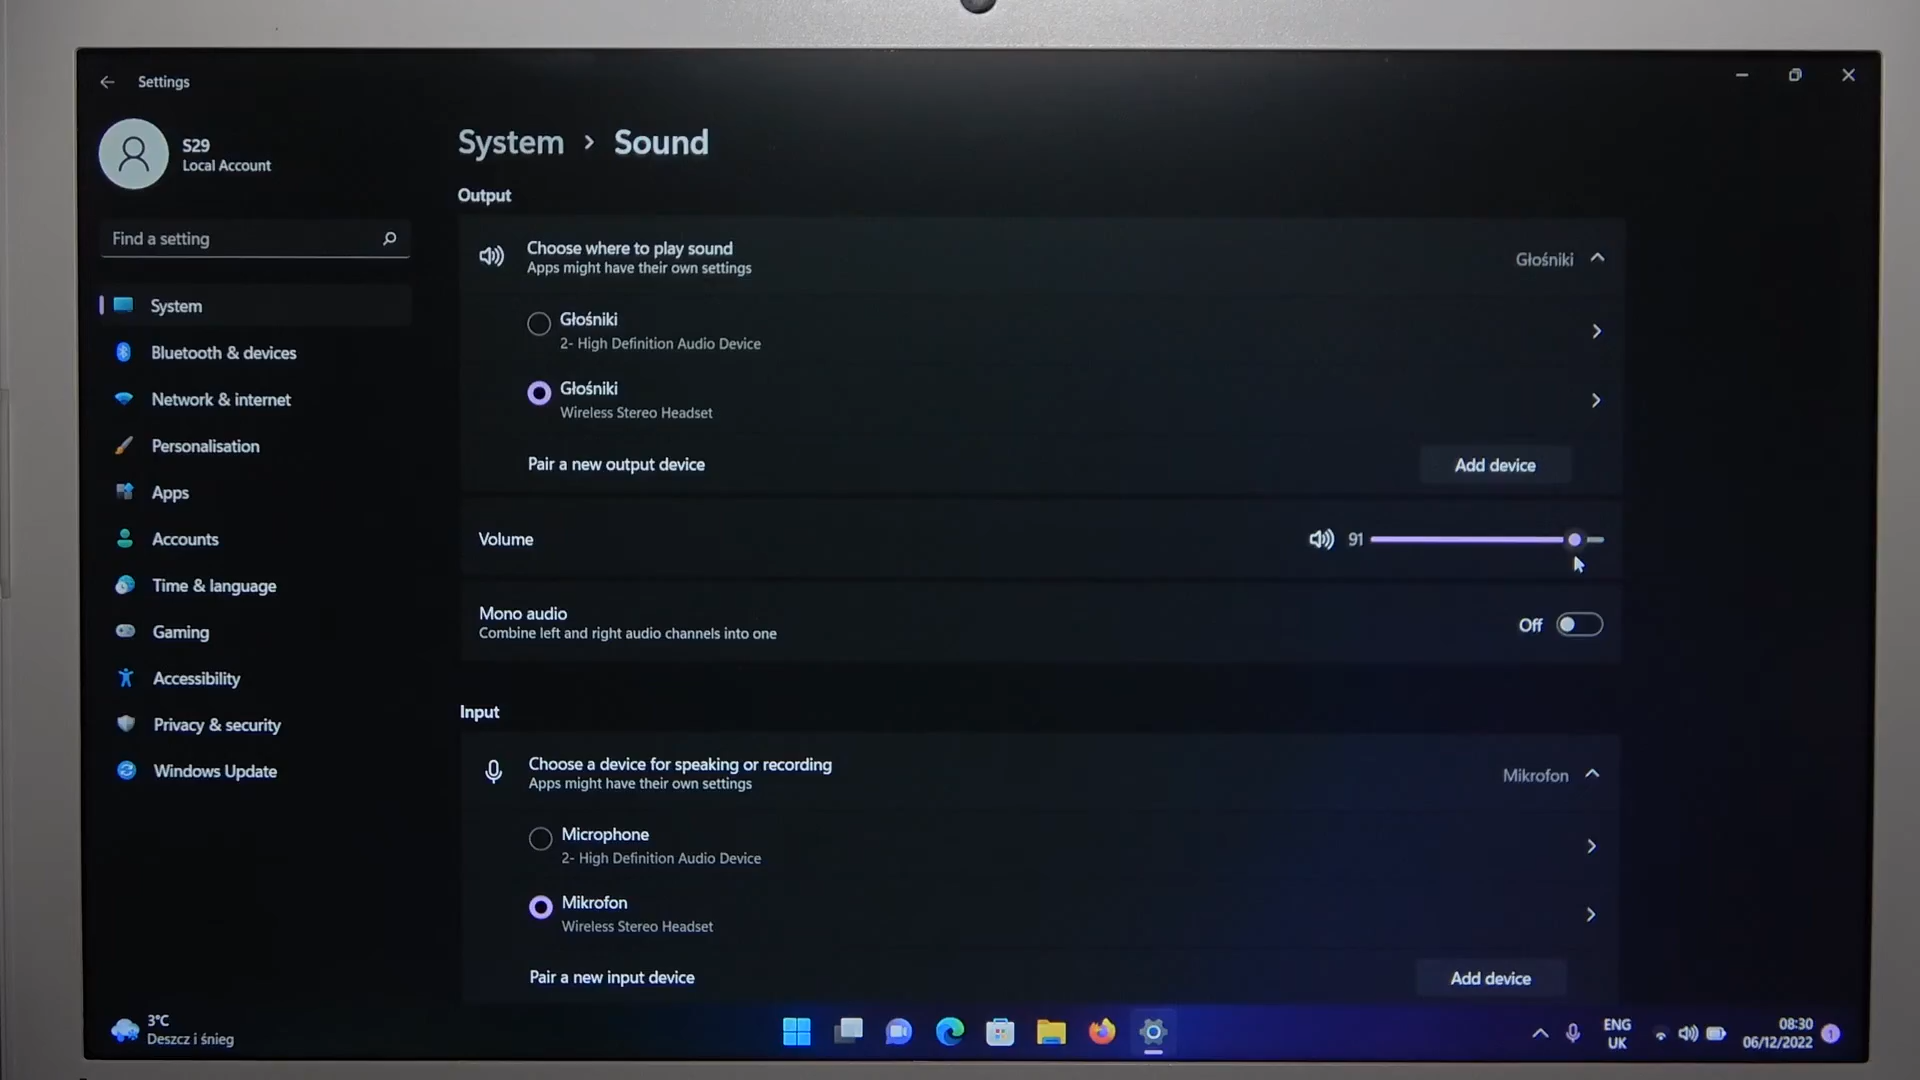 Settings
S29
Local Account
Find a setting
System
Bluetooth & devices
Network & internet
Personalisation
Apps
Accounts
Time & language
Gaming
Accessibility
Privacy & security
Windows Update
System > Sound
Output
Choose where to play sound
Apps might have their own settings
Głośniki
Głośniki
2- High Definition Audio Device
Głośniki
Wireless Stereo Headset
Pair a new output device
Add device
Volume
91
Mono audio
Combine left and right audio channels into one
Off
Input
Choose a device for speaking or recording
Apps might have their own settings
Mikrofon
Microphone
2- High Definition Audio Device
Mikrofon
Wireless Stereo Headset
Pair a new input device
Add device
3°C
Deszcz i śnieg
ENG
UK
08:30
06/12/2022
1